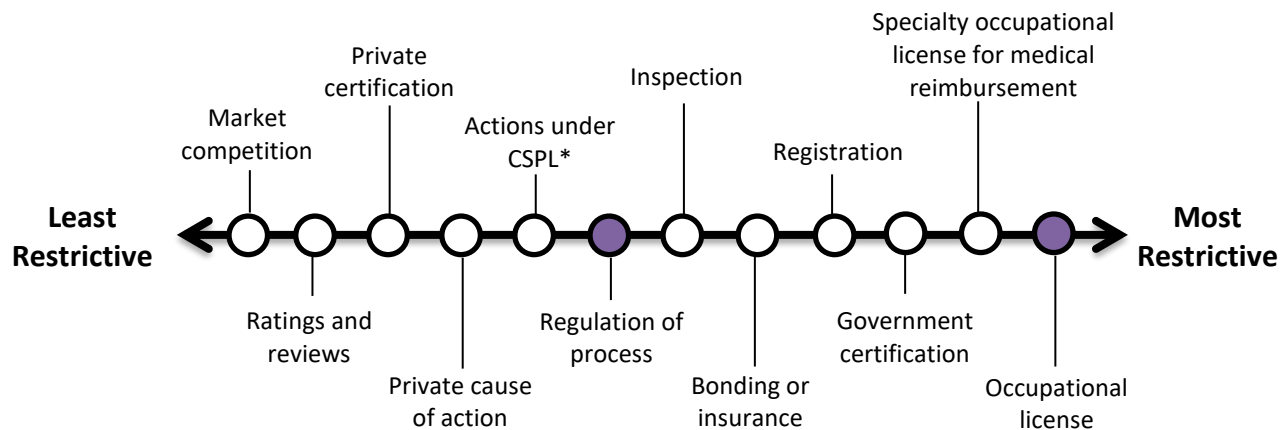 Least
Restrictive
Market
competition
Ratings and
reviews
Private
certification
Private cause
of action
Actions under
CSPL*
Regulation of
process
Inspection
Bonding or
insurance
Registration
Government
certification
Specialty occupational
license for medical
reimbursement
Occupational
license
Most
Restrictive